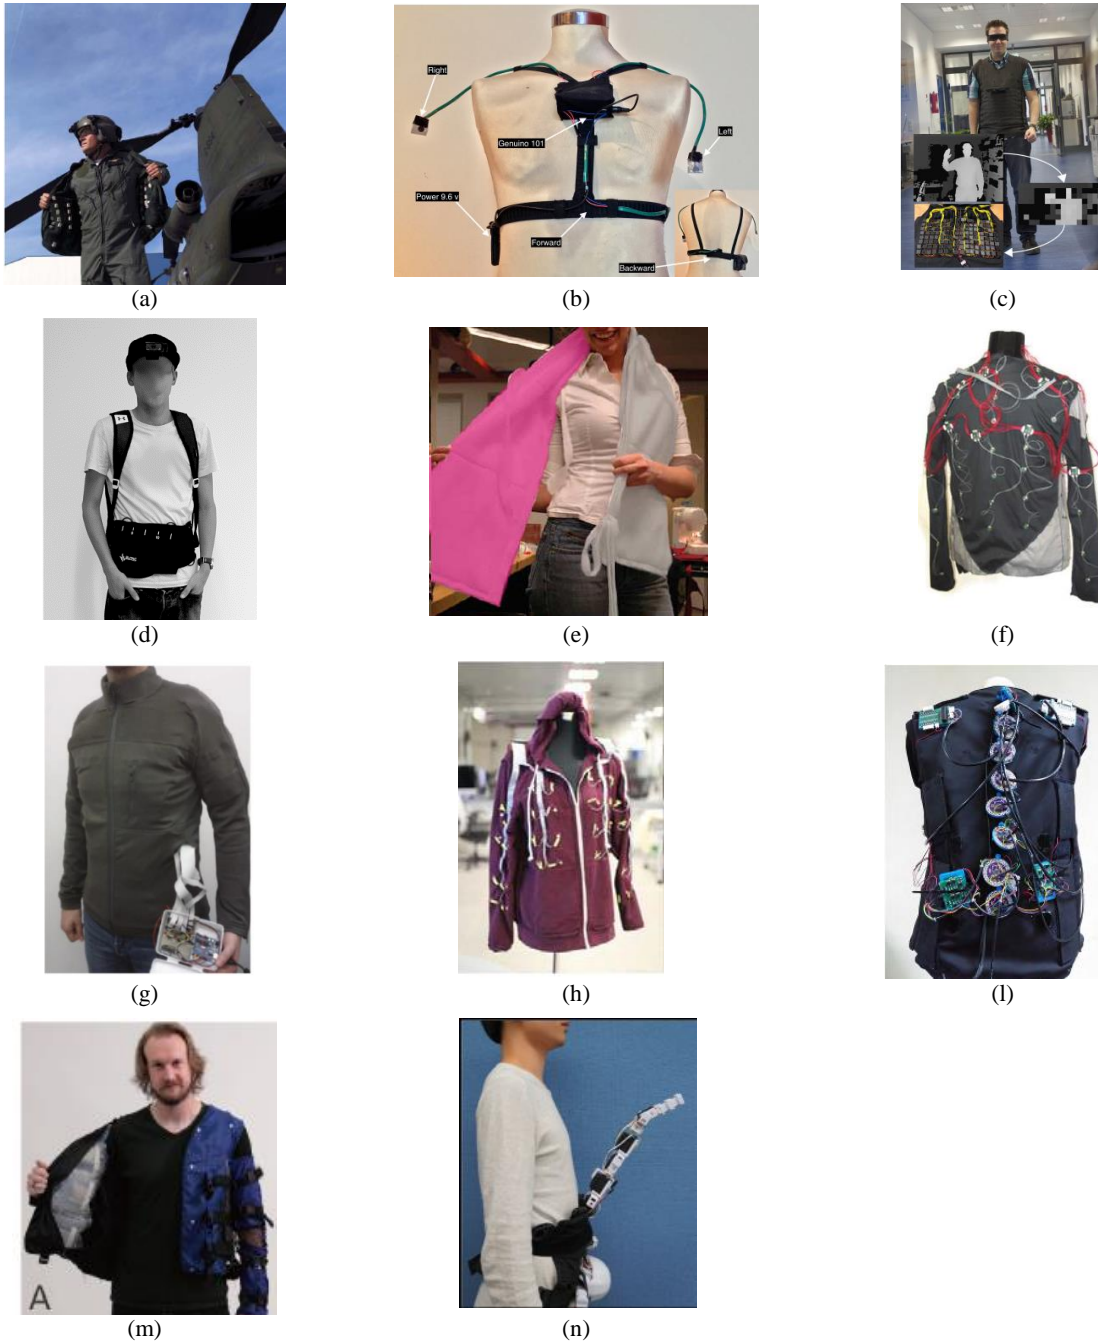 Right
Left
Genuino 101
Power 9.6 v
Forward
Backward
(a)
(b)
(c)
(d)
(e)
(f)
(g)
(h)
(l)
A
(m)
(n)